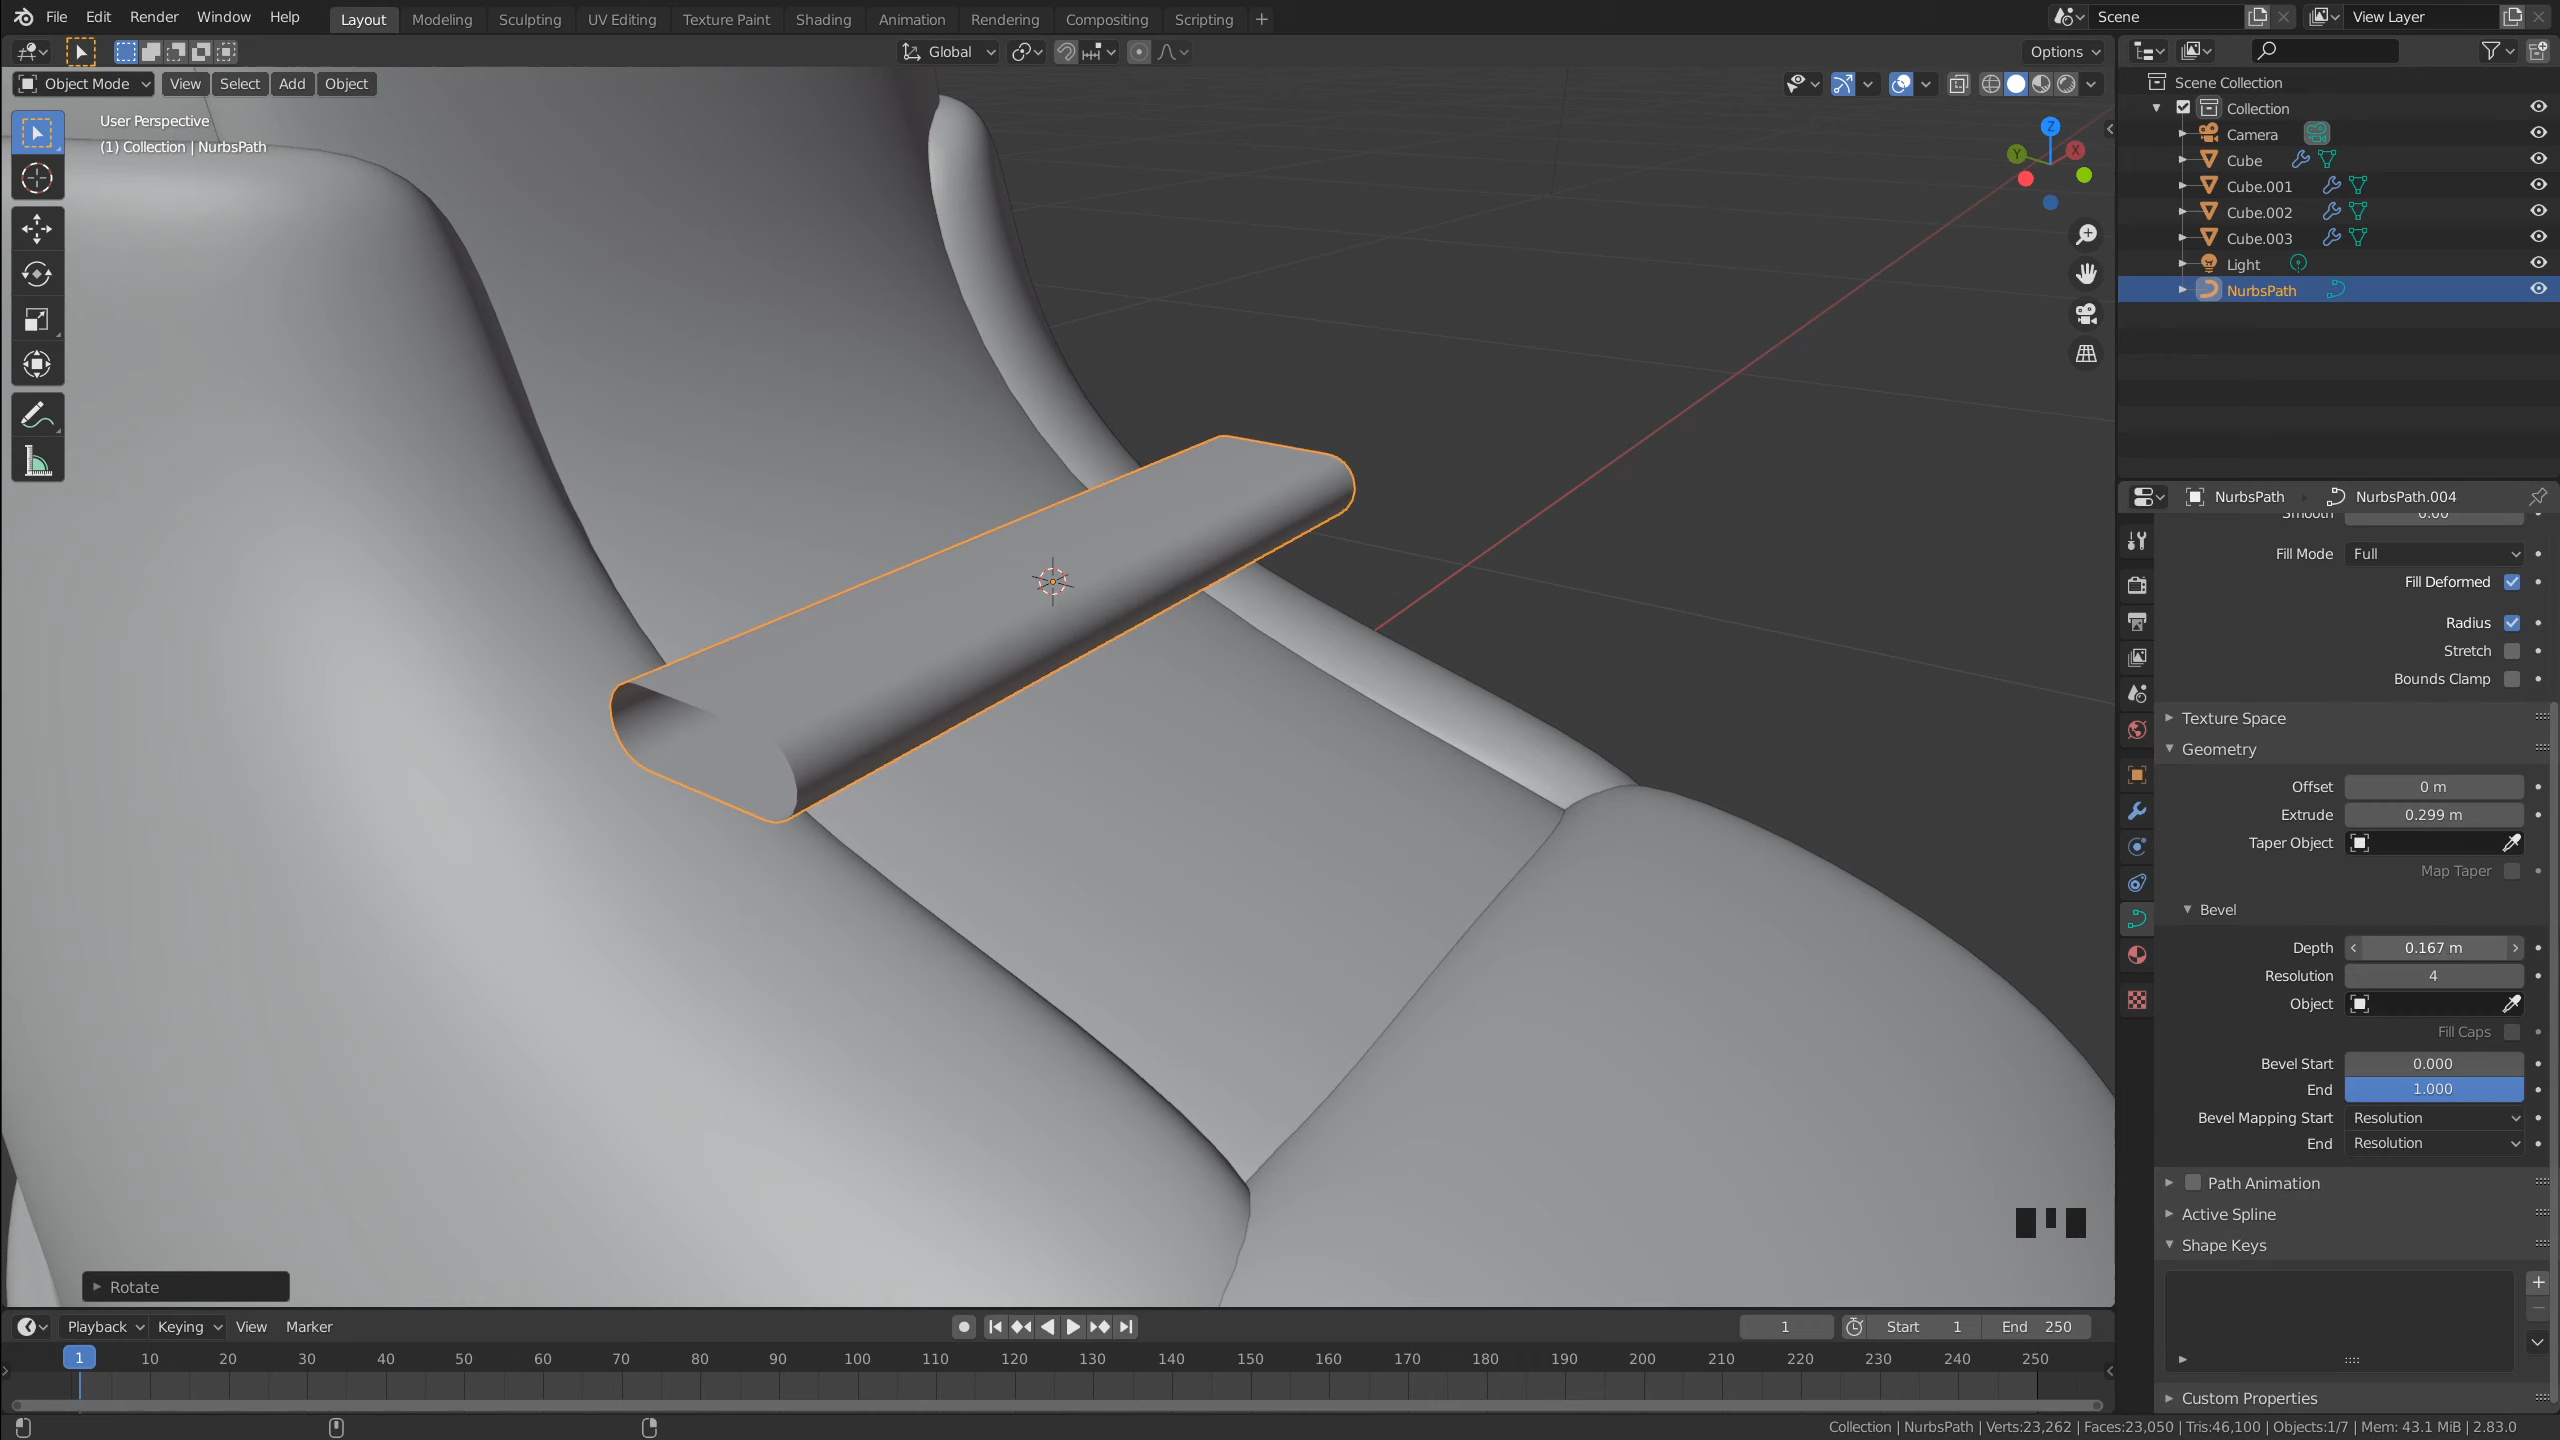 File Edit Render Window Help Layout Modeling Sculpting UV Editing Texture Paint Shading Animation Rendering Compositing Scripting + Scene View Layer
Global Options
Object Mode View Select Add Object
User Perspective
(1) Collection | NurbsPath
Z
Y
X
Scene Collection
Collection
Camera
Cube
Cube.001
Cube.002
Cube.003
Light
NurbsPath
NurbsPath NurbsPath.004
Smooth 0.00
Fill Mode Full
Fill Deformed
Radius
Stretch
Bounds Clamp
Texture Space
Geometry
Offset 0 m
Extrude 0.299 m
Taper Object
Map Taper
Bevel
Depth 0.167 m
Resolution 4
Object
Fill Caps
Bevel Start 0.000
End 1.000
Bevel Mapping Start Resolution
End Resolution
Path Animation
Active Spline
Shape Keys
Custom Properties
Rotate
Playback Keying View Marker 1 Start 1 End 250
1 10 20 30 40 50 60 70 80 90 100 110 120 130 140 150 160 170 180 190 200 210 220 230 240 250
Collection | NurbsPath | Verts:23,262 | Faces:23,050 | Tris:46,100 | Objects:1/7 | Mem: 43.1 MiB | 2.83.0